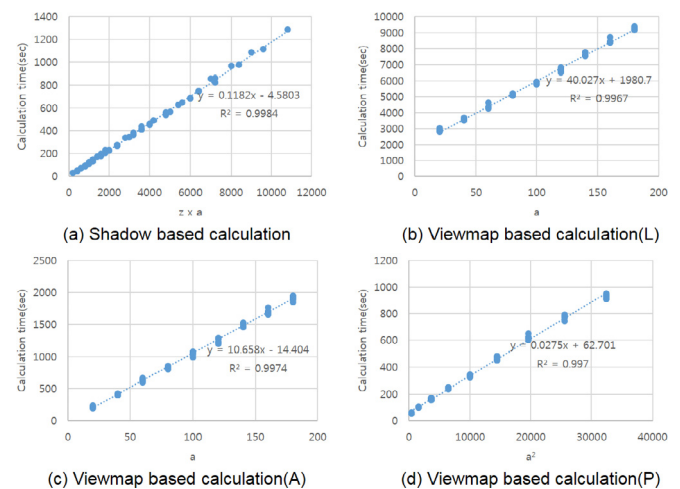 1400
1200
1000
800
600
400
200
0
Calculation time(sec)
y = 0.1182x - 4.5803
R² = 0.9984
0 2000 4000 6000 8000 10000 12000
z x a
(a) Shadow based calculation
10000
9000
8000
7000
6000
5000
4000
3000
2000
1000
0
Calculation time(sec)
y = 40.027x + 1980.7
R² = 0.9967
0 50 100 150 200
a
(b) Viewmap based calculation(L)
2500
2000
1500
1000
500
0
Calculation time(sec)
y = 10.658x - 14.404
R² = 0.9974
0 50 100 150 200
a
(c) Viewmap based calculation(A)
1200
1000
800
600
400
200
0
Calculation time(sec)
y = 0.0275x + 62.701
R² = 0.997
0 10000 20000 30000 40000
a²
(d) Viewmap based calculation(P)